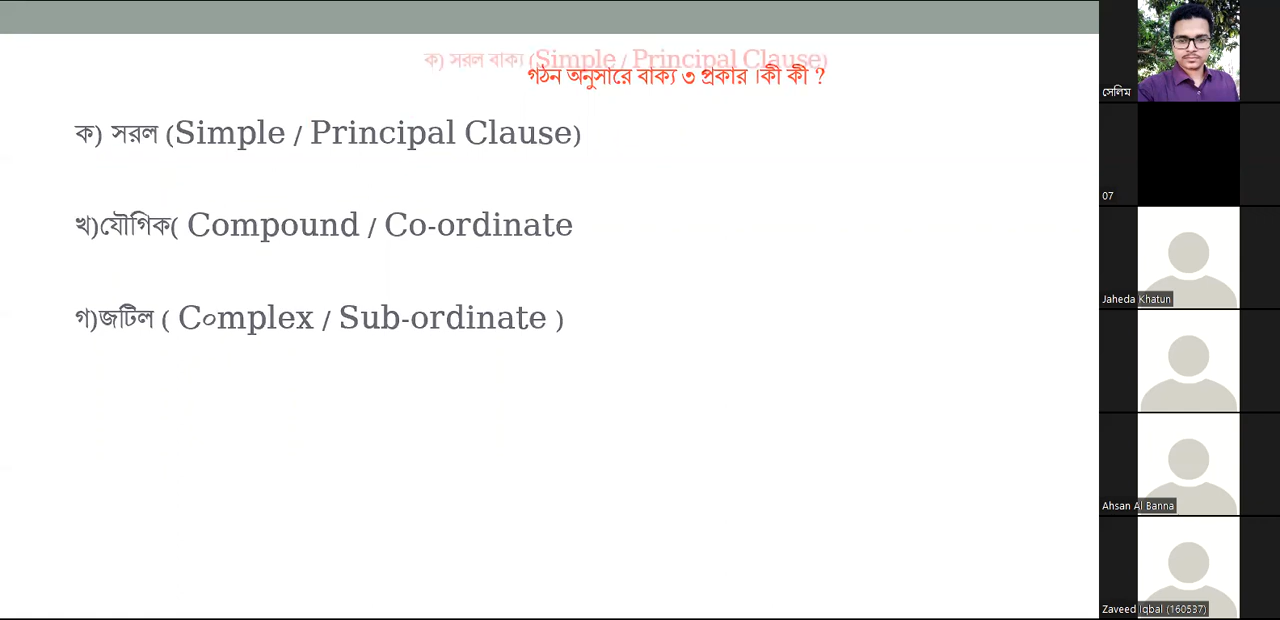 ক) সরল বাক্য (Simple / Principal Clause)
গঠন অনুসারে বাক্য ৩ প্রকার ।কী কী ?
ক) সরল (Simple / Principal Clause)
খ)যৌগিক( Compound / Co-ordinate
গ)জটিল ( C০mplex / Sub-ordinate )
সেলিম
07
Jaheda Khatun
Ahsan Al Banna
Zaveed Iqbal (160537)